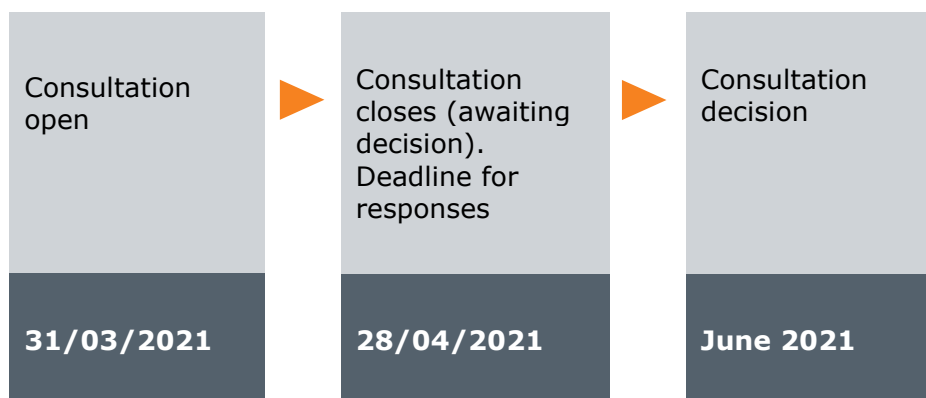 Consultation
open
31/03/2021
Consultation
closes (awaiting
decision).
Deadline for
responses
28/04/2021
Consultation
decision
June 2021